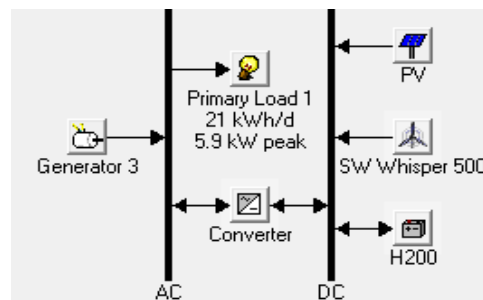 PV
Primary Load 1
21 kWh/d
5.9 kW peak
Generator 3
SW Whisper 500
Converter
H200
AC
DC